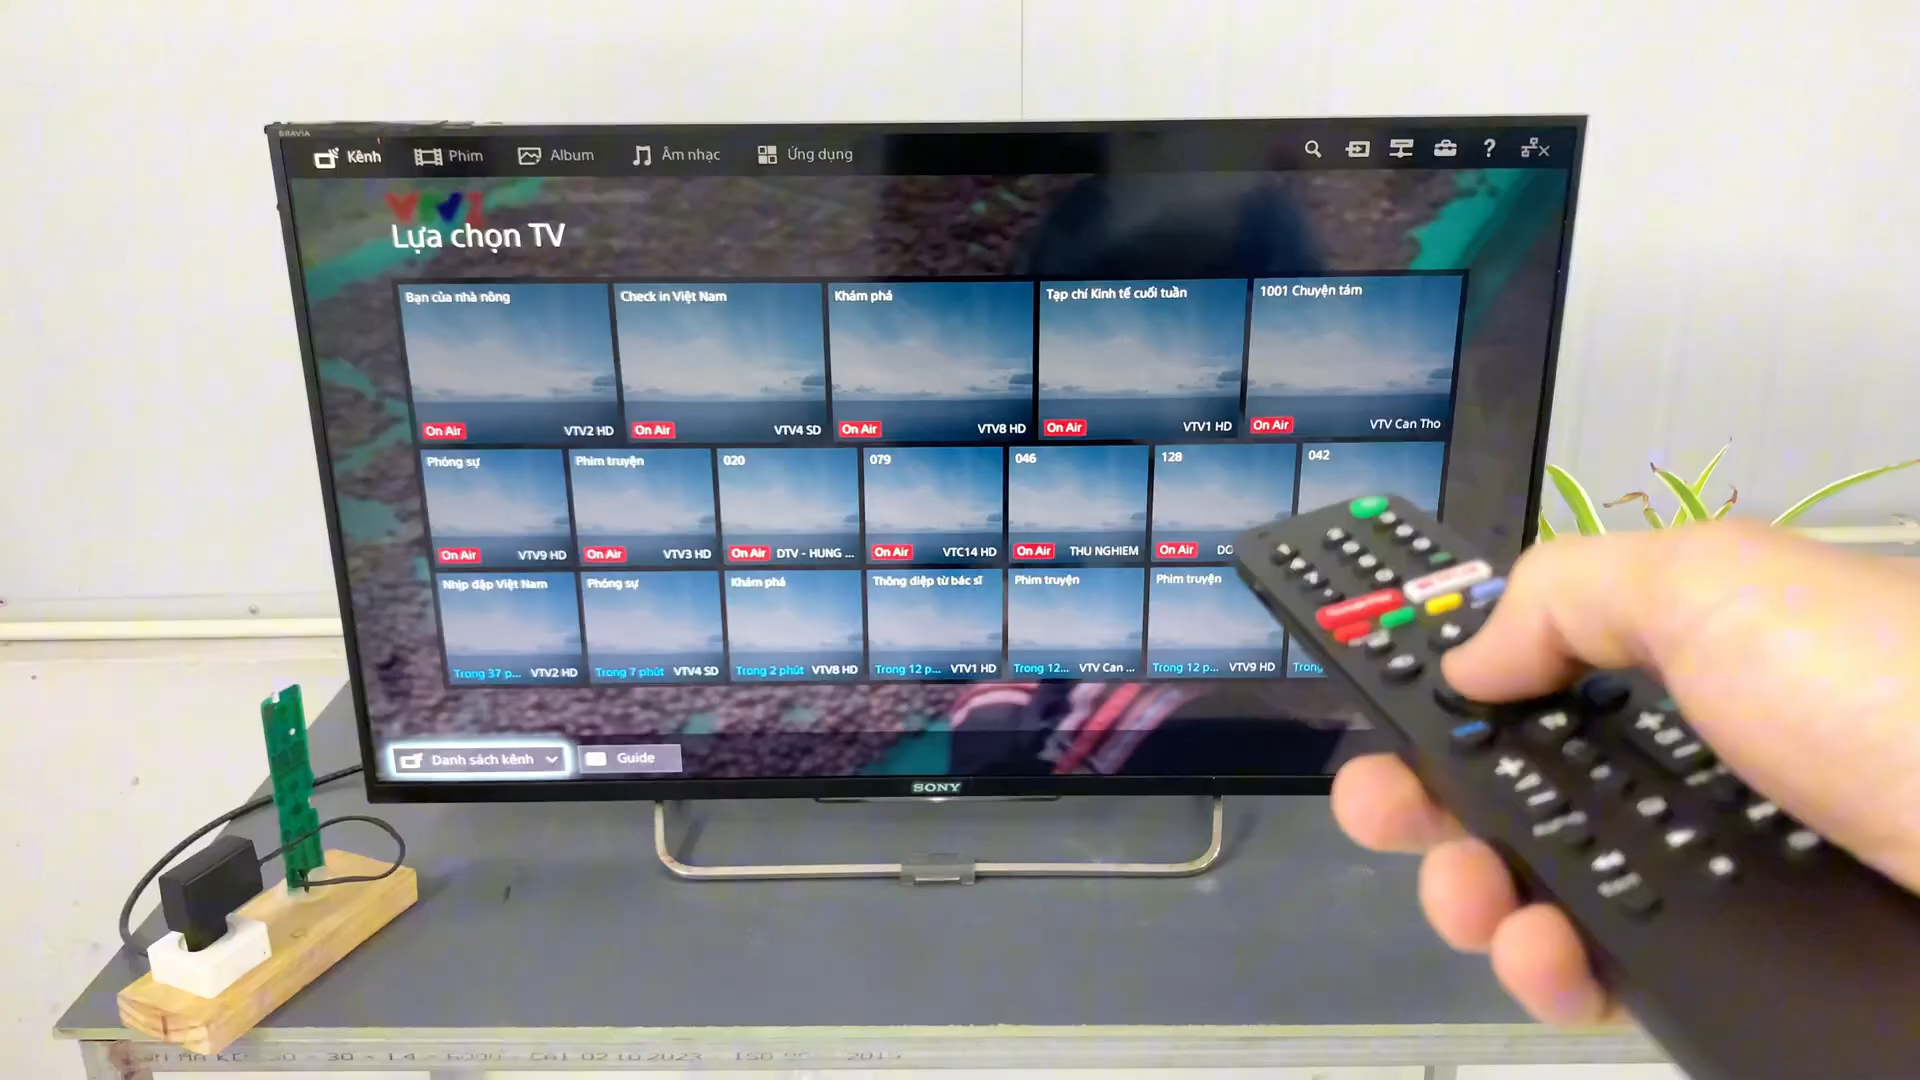 BRAVIA
Kênh Phim Album Âm nhạc Ứng dụng ?
VTV1
Lựa chọn TV
Bạn của nhà nông Check in Việt Nam Khám phá Tạp chí Kinh tế cuối tuần 1001 Chuyện tám
On Air VTV2 HD On Air VTV4 SD On Air VTV8 HD On Air VTV1 HD On Air VTV Can Tho
Phóng sự Phim truyện 020 079 046 128 042
On Air VTV9 HD On Air VTV3 HD On Air DTV - HUNG ... On Air VTC14 HD On Air THU NGHIEM On Air
Nhịp đập Việt Nam Phóng sự Khám phá Thông điệp từ bác sĩ Phim truyện Phim truyện
Trong 37 p... VTV2 HD Trong 7 phút VTV4 SD Trong 2 phút VTV8 HD Trong 12 p... VTV1 HD Trong 12... VTV Can ... Trong 12 p... VTV9 HD
Danh sách kênh Guide
SONY